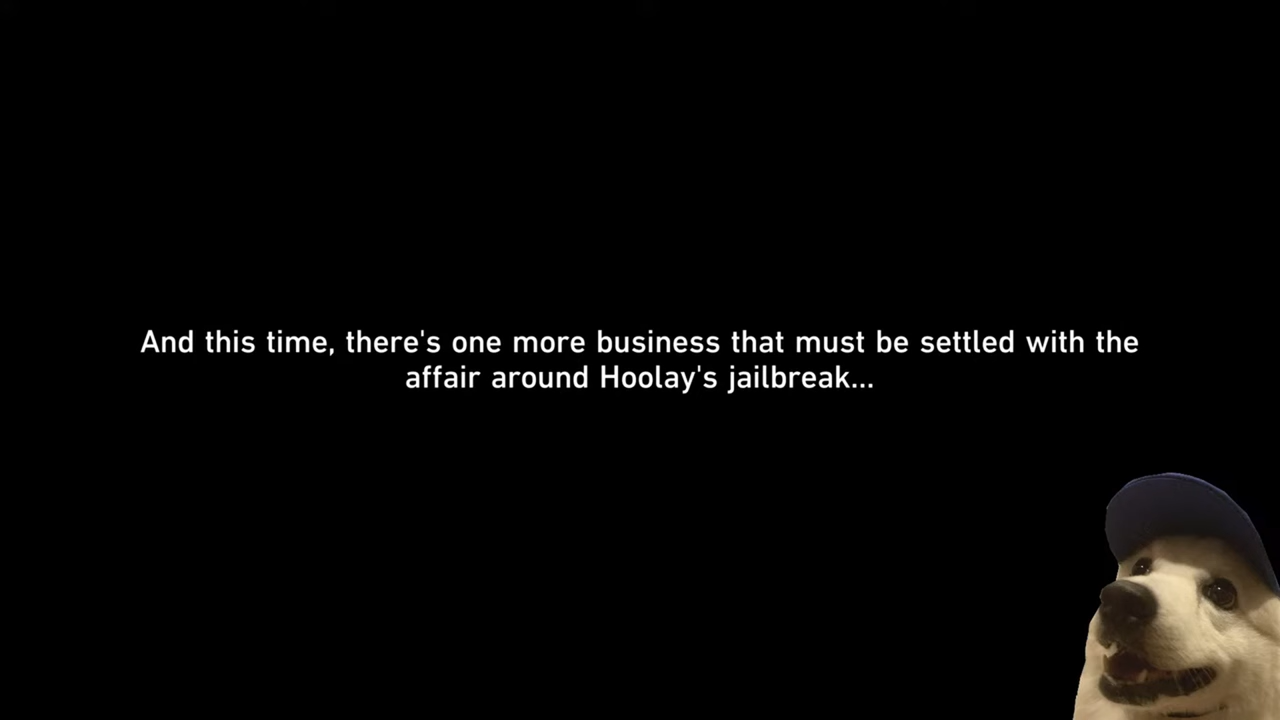 And this time, there's one more business that must be settled with the
affair around Hoolay's jailbreak...